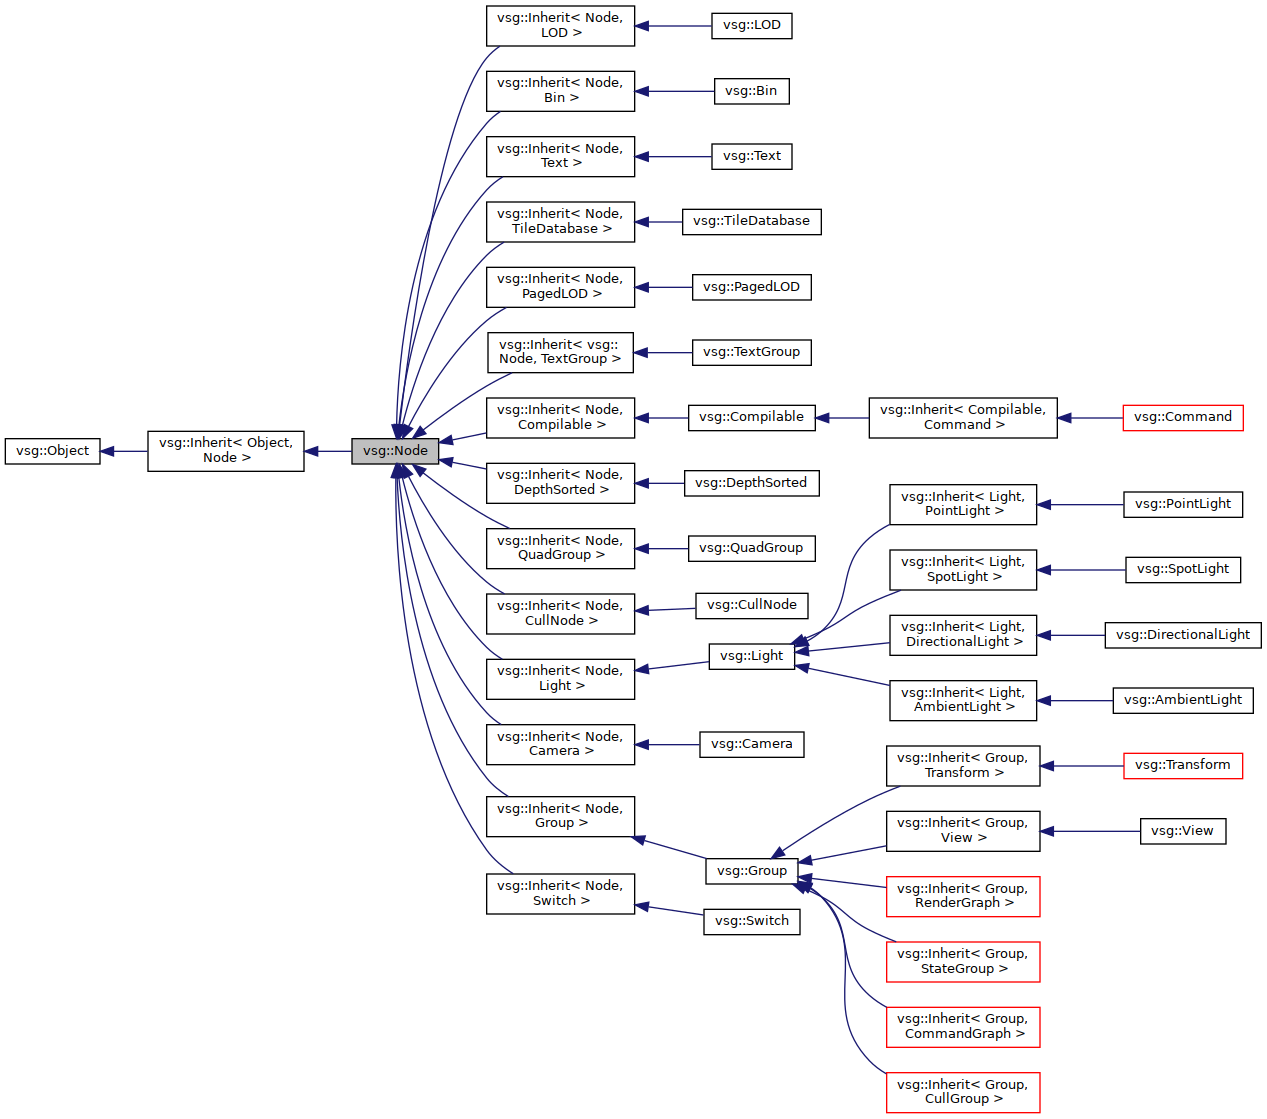 vsg::Inherit< Node,
LOD >
vsg::LOD
vsg::Inherit< Node,
Bin >
vsg::Bin
vsg::Inherit< Node,
Text >
vsg::Text
vsg::Inherit< Node,
TileDatabase >
vsg::TileDatabase
vsg::Inherit< Node,
PagedLOD >
vsg::PagedLOD
vsg::Inherit< vsg::
Node, TextGroup >
vsg::TextGroup
vsg::Inherit< Node,
Compilable >
vsg::Compilable
vsg::Inherit< Compilable,
Command >
vsg::Command
vsg::Object
vsg::Inherit< Object,
Node >
vsg::Node
vsg::Inherit< Node,
DepthSorted >
vsg::DepthSorted
vsg::Inherit< Light,
PointLight >
vsg::PointLight
vsg::Inherit< Node,
QuadGroup >
vsg::QuadGroup
vsg::Inherit< Light,
SpotLight >
vsg::SpotLight
vsg::Inherit< Node,
CullNode >
vsg::CullNode
vsg::Inherit< Light,
DirectionalLight >
vsg::DirectionalLight
vsg::Inherit< Node,
Light >
vsg::Light
vsg::Inherit< Light,
AmbientLight >
vsg::AmbientLight
vsg::Inherit< Node,
Camera >
vsg::Camera
vsg::Inherit< Group,
Transform >
vsg::Transform
vsg::Inherit< Node,
Group >
vsg::Group
vsg::Inherit< Group,
View >
vsg::View
vsg::Inherit< Node,
Switch >
vsg::Switch
vsg::Inherit< Group,
RenderGraph >
vsg::Inherit< Group,
StateGroup >
vsg::Inherit< Group,
CommandGraph >
vsg::Inherit< Group,
CullGroup >